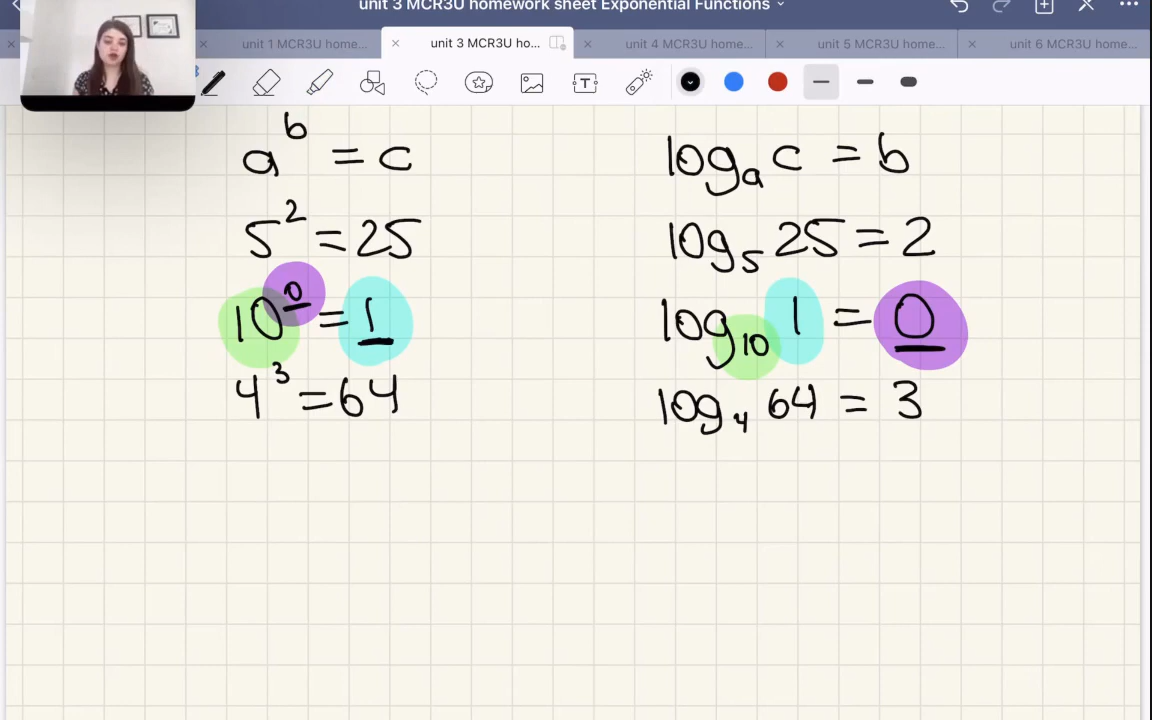 unit 3 MCR3U homework sheet Exponential Functions
unit 1 MCR3U home...
unit 3 MCR3U ho...
unit 4 MCR3U home...
unit 5 MCR3U home...
unit 6 MCR3U home...
T
a^b = c
log_a c = b
5^2 = 25
log_5 25 = 2
10^0 = 1
log_10 1 = 0
4^3 = 64
log_4 64 = 3